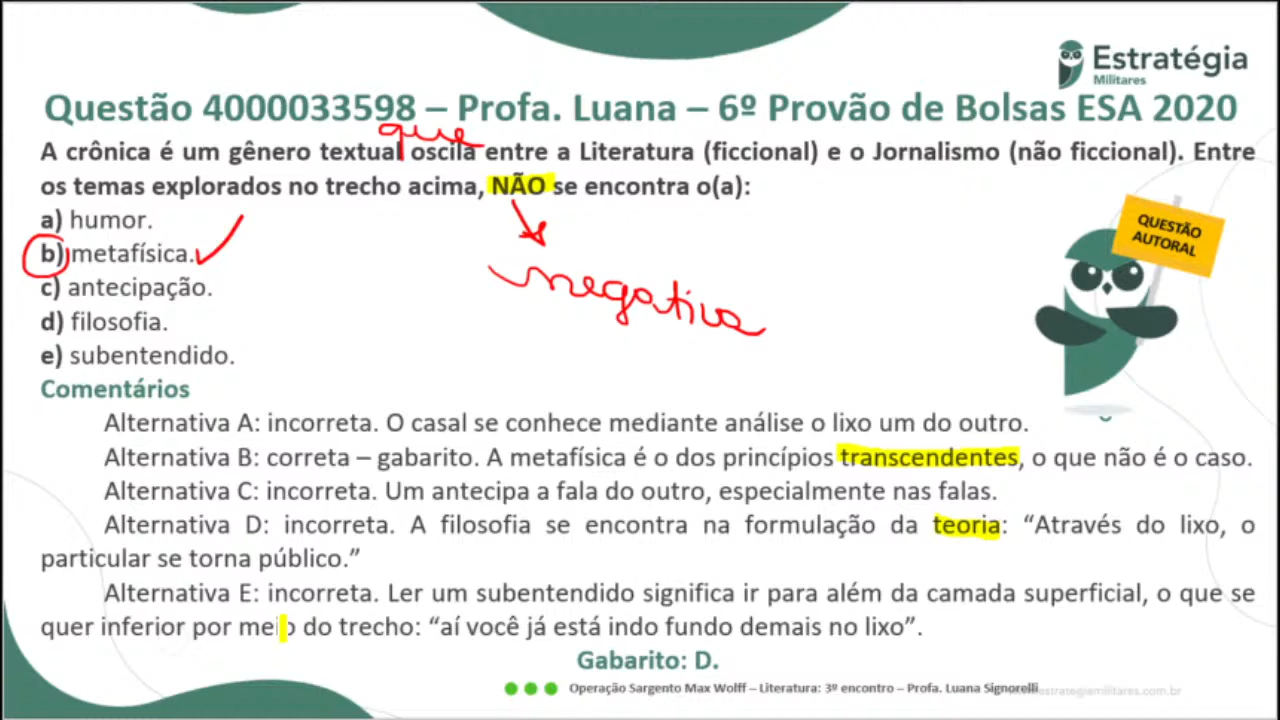 Estratégia
Militares
Questão 4000033598 – Profa. Luana – 6º Provão de Bolsas ESA 2020
que
A crônica é um gênero textual oscila entre a Literatura (ficcional) e o Jornalismo (não ficcional). Entre
os temas explorados no trecho acima, NÃO se encontra o(a):
a) humor.
b) metafísica.
c) antecipação.
d) filosofia.
e) subentendido.
negativa
QUESTÃO
AUTORAL
Comentários
Alternativa A: incorreta. O casal se conhece mediante análise o lixo um do outro.
Alternativa B: correta – gabarito. A metafísica é o dos princípios transcendentes, o que não é o caso.
Alternativa C: incorreta. Um antecipa a fala do outro, especialmente nas falas.
Alternativa D: incorreta. A filosofia se encontra na formulação da teoria: “Através do lixo, o
particular se torna público.”
Alternativa E: incorreta. Ler um subentendido significa ir para além da camada superficial, o que se
quer inferior por meio do trecho: “aí você já está indo fundo demais no lixo”.
Gabarito: D.
Operação Sargento Max Wolff – Literatura: 3º encontro – Profa. Luana Signorelli